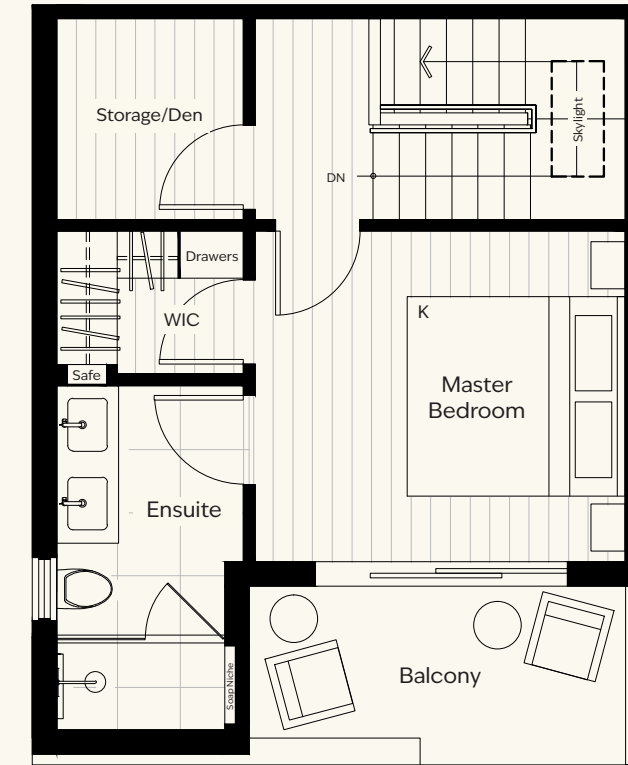 Storage/Den
Skylight
DN
Drawers
WIC
K
Safe
Master
Bedroom
Ensuite
Soap Niche
Balcony